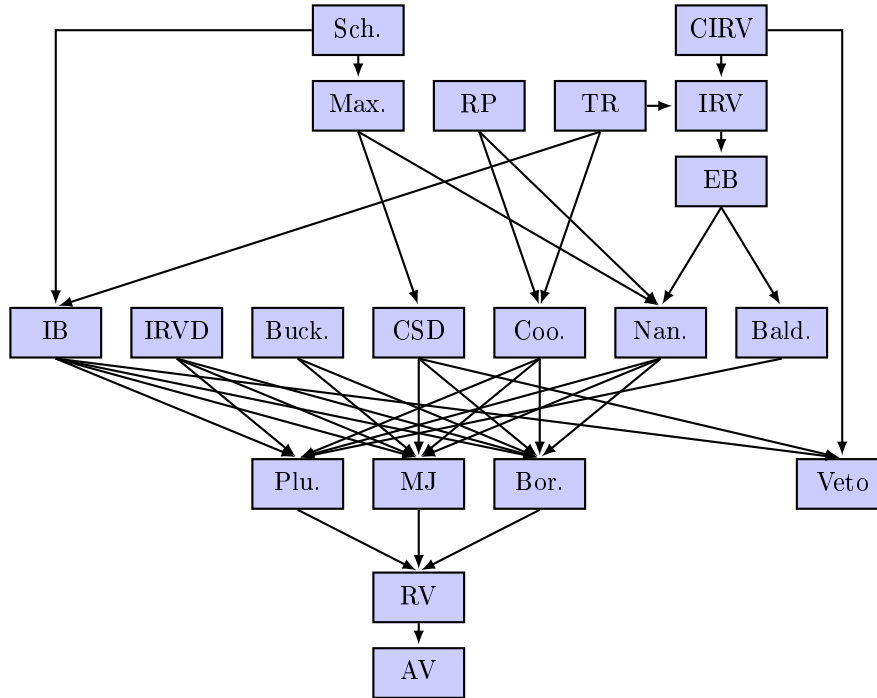 Sch.
CIRV
Max.
RP
TR
IRV
EB
IB
IRVD
Buck.
CSD
Coo.
Nan.
Bald.
Plu.
MJ
Bor.
Veto
RV
AV